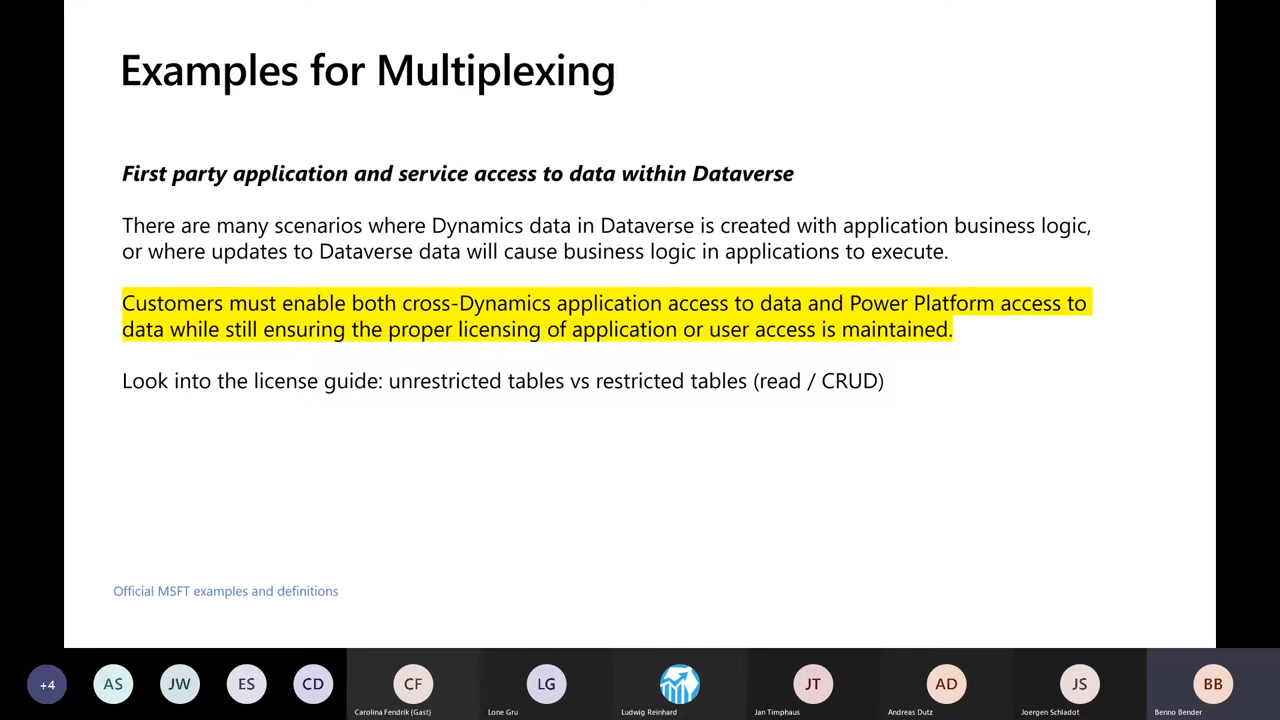 Examples for Multiplexing
First party application and service access to data within Dataverse
There are many scenarios where Dynamics data in Dataverse is created with application business logic,
or where updates to Dataverse data will cause business logic in applications to execute.
Customers must enable both cross-Dynamics application access to data and Power Platform access to
data while still ensuring the proper licensing of application or user access is maintained.
Look into the license guide: unrestricted tables vs restricted tables (read / CRUD)
Official MSFT examples and definitions
+4 AS JW ES CD CF LG JT AD JS BB
Carolina Fendrik (Gast) Lone Gru Ludwig Reinhard Jan Timphaus Andreas Dutz Joergen Schladot Benno Bender